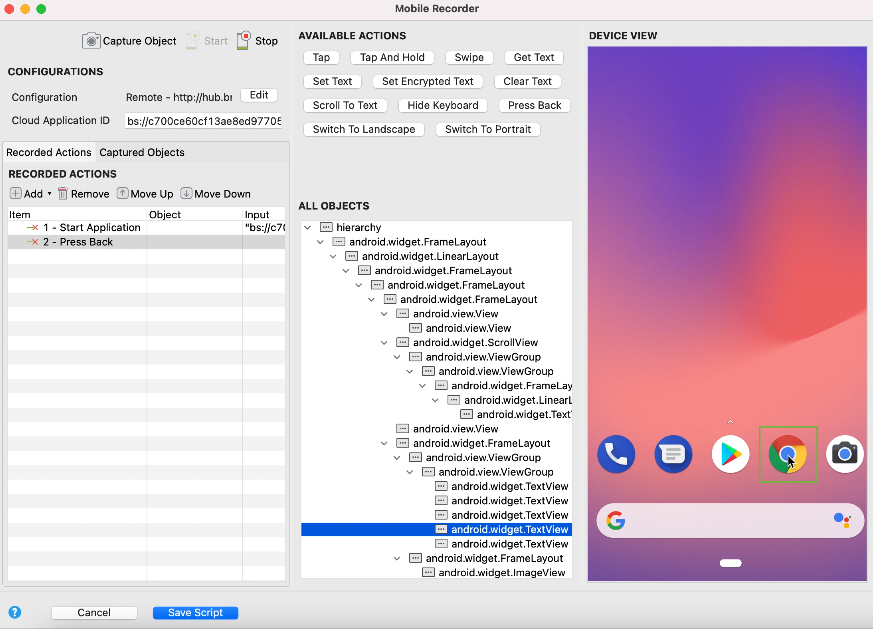 Mobile Recorder
Capture Object Start Stop
CONFIGURATIONS
Configuration Remote - http://hub.br Edit
Cloud Application ID bs://c700ce60cf13ae8ed97705
Recorded Actions Captured Objects
RECORDED ACTIONS
Add Remove Move Up Move Down
Item Object Input
1 - Start Application "bs://c70
2 - Press Back
AVAILABLE ACTIONS
Tap Tap And Hold Swipe Get Text
Set Text Set Encrypted Text Clear Text
Scroll To Text Hide Keyboard Press Back
Switch To Landscape Switch To Portrait
ALL OBJECTS
hierarchy
android.widget.FrameLayout
android.widget.LinearLayout
android.widget.FrameLayout
android.widget.FrameLayout
android.widget.FrameLayout
android.view.View
android.view.View
android.widget.ScrollView
android.view.ViewGroup
android.view.ViewGroup
android.widget.FrameLay
android.widget.LinearL
android.widget.Text
android.view.View
android.widget.FrameLayout
android.view.ViewGroup
android.view.ViewGroup
android.widget.TextView
android.widget.TextView
android.widget.TextView
android.widget.TextView
android.widget.TextView
android.widget.FrameLayout
android.widget.ImageView
DEVICE VIEW
G
? Cancel Save Script